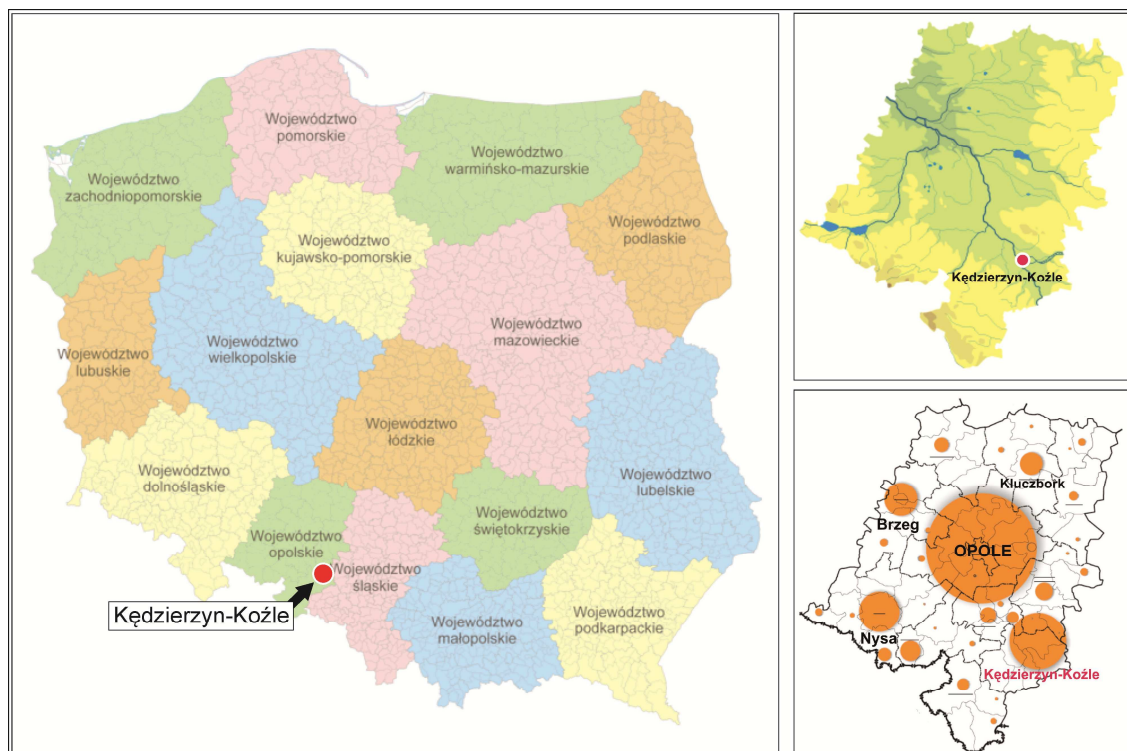 Województwo
pomorskie
Województwo
warmińsko-mazurskie
Województwo
zachodniopomorskie
Województwo
podlaskie
Województwo
kujawsko-pomorskie
Województwo
mazowieckie
Województwo
wielkopolskie
Województwo
lubuskie
Województwo
łódzkie
Województwo
dolnośląskie
Województwo
lubelskie
Województwo
świętokrzyskie
Województwo
opolskie
Województwo
śląskie
Województwo
małopolskie
Województwo
podkarpackie
Kędzierzyn-Koźle
Kędzierzyn-Koźle
Kluczbork
Brzeg
OPOLE
Nysa
Kędzierzyn-Koźle